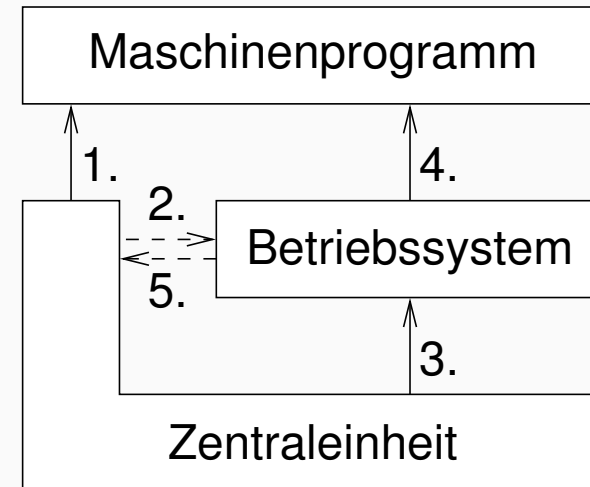 Maschinenprogramm
1.
4.
2.
Betriebssystem
5.
3.
Zentraleinheit